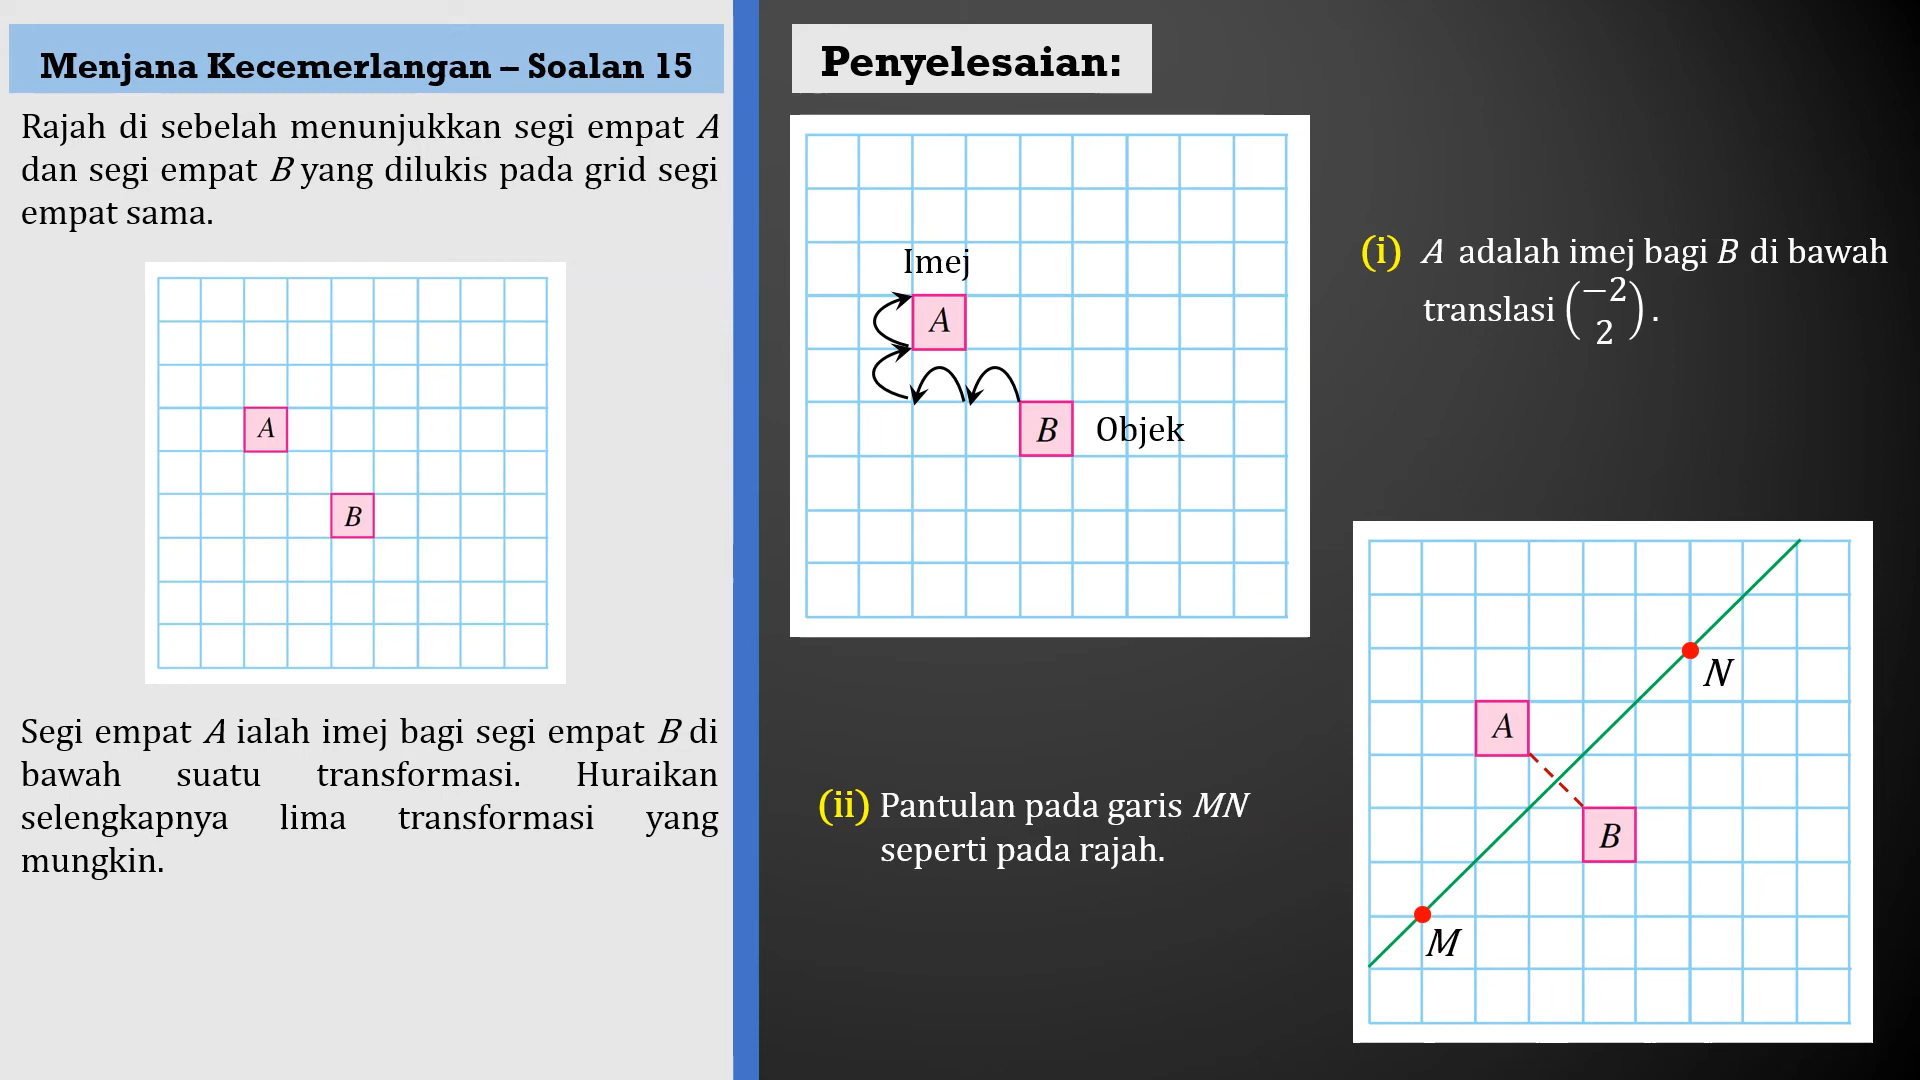 Menjana Kecemerlangan – Soalan 15
Rajah di sebelah menunjukkan segi empat A
dan segi empat B yang dilukis pada grid segi
empat sama.
A
B
Segi empat A ialah imej bagi segi empat B di
bawah suatu transformasi. Huraikan
selengkapnya lima transformasi yang
mungkin.
Penyelesaian:
Imej
A
B Objek
(i) A adalah imej bagi B di bawah
translasi (−2
2).
(ii) Pantulan pada garis MN
seperti pada rajah.
N
A
B
M